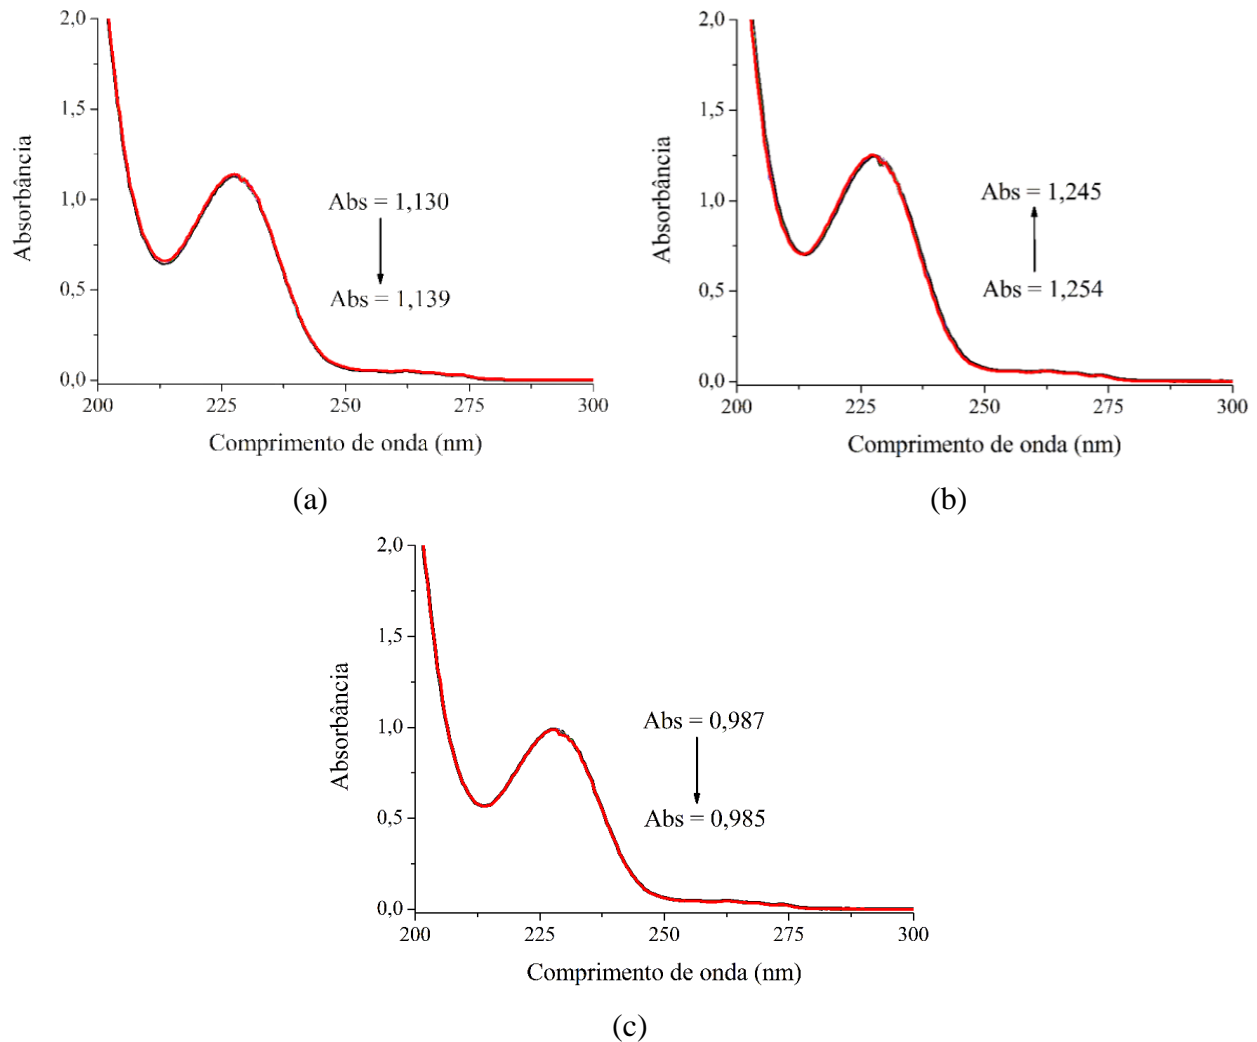 2,0
1,5
1,0
0,5
0,0
Absorbância
Abs = 1,130
Abs = 1,139
200
225
250
275
300
Comprimento de onda (nm)
(a)
2,0
1,5
1,0
0,5
0,0
Absorbância
Abs = 1,245
Abs = 1,254
200
225
250
275
300
Comprimento de onda (nm)
(b)
2,0
1,5
1,0
0,5
0,0
Absorbância
Abs = 0,987
Abs = 0,985
200
225
250
275
300
Comprimento de onda (nm)
(c)